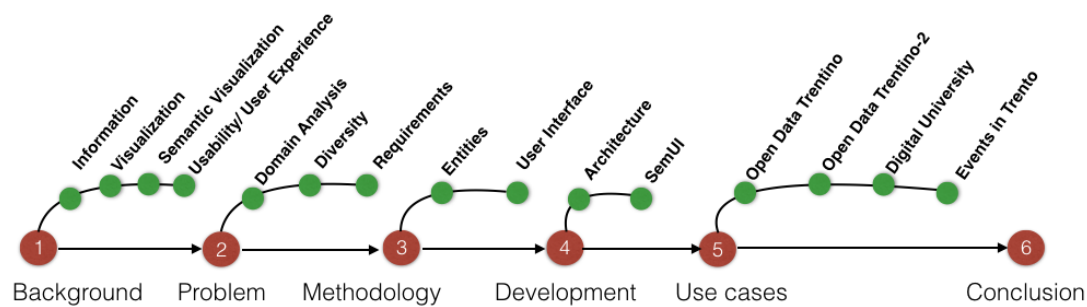 Information
Visualization
Semantic Visualization
Usability/ User Experience
Domain Analysis
Diversity
Requirements
Entities
User Interface
Architecture
SemUI
Open Data Trentino
Open Data Trentino-2
Digital University
Events in Trento
1
2
3
4
5
6
Background
Problem
Methodology
Development
Use cases
Conclusion